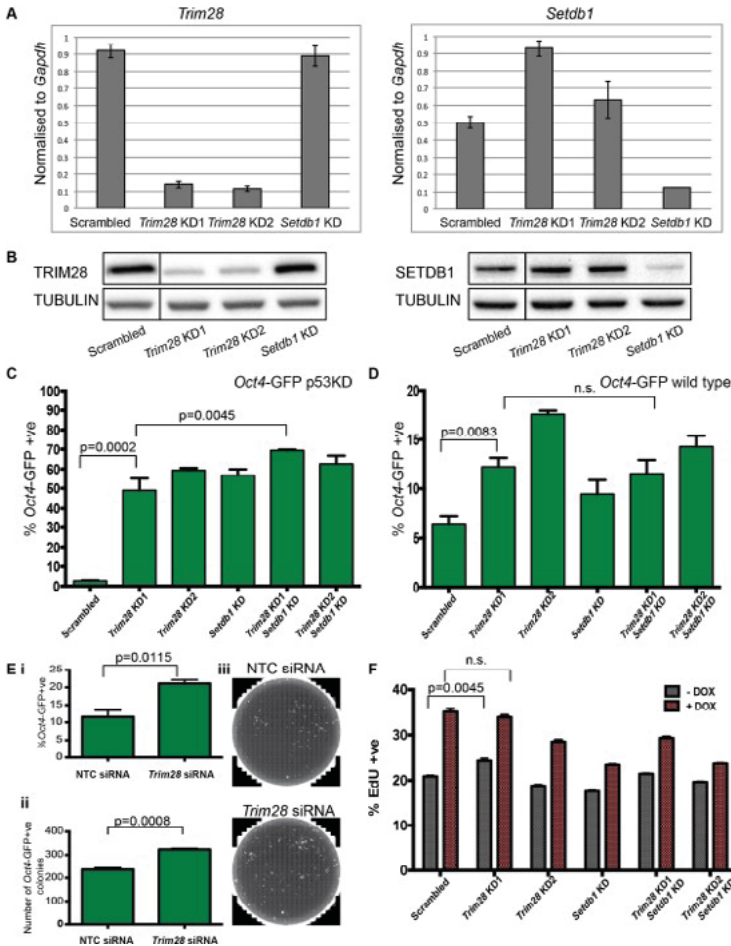 A
Trim28
Setdb1
Normalised to Gapdh
1
0.9
0.8
0.7
0.6
0.5
0.4
0.3
0.2
0.1
0
Scrambled Trim28 KD1 Trim28 KD2 Setdb1 KD
Normalised to Gapdh
1
0.9
0.8
0.7
0.6
0.5
0.4
0.3
0.2
0.1
0
Scrambled Trim28 KD1 Trim28 KD2 Setdb1 KD
B
TRIM28
TUBULIN
Scrambled Trim28 KD1 Trim28 KD2 Setdb1 KD
SETDB1
TUBULIN
Scrambled Trim28 KD1 Trim28 KD2 Setdb1 KD
C
Oct4-GFP p53KD
% Oct4-GFP +ve
100
90
80
70
60
50
40
30
20
10
0
p=0.0002
p=0.0045
Scrambled
Trim28 KD1
Trim28 KD2
Setdb1 KD
Trim28 KD1
Setdb1 KD
Trim28 KD2
Setdb1 KD
D
Oct4-GFP wild type
% Oct4-GFP +ve
20
15
10
5
0
p=0.0083
n.s.
Scrambled
Trim28 KD1
Trim28 KD2
Setdb1 KD
Trim28 KD1
Setdb1 KD
Trim28 KD2
Setdb1 KD
E i
%Oct4-GFP+ve
25
20
15
10
5
0
p=0.0115
NTC siRNA Trim28 siRNA
ii
Number of Oct4-GFP+ve
colonies
400
300
200
100
0
p=0.0008
NTC siRNA Trim28 siRNA
iii
NTC siRNA
Trim28 siRNA
F
% EdU +ve
40
30
20
10
0
p=0.0045
n.s.
- DOX
+ DOX
Scrambled
Trim28 KD1
Trim28 KD2
Setdb1 KD
Trim28 KD1
Setdb1 KD
Trim28 KD2
Setdb1 KD